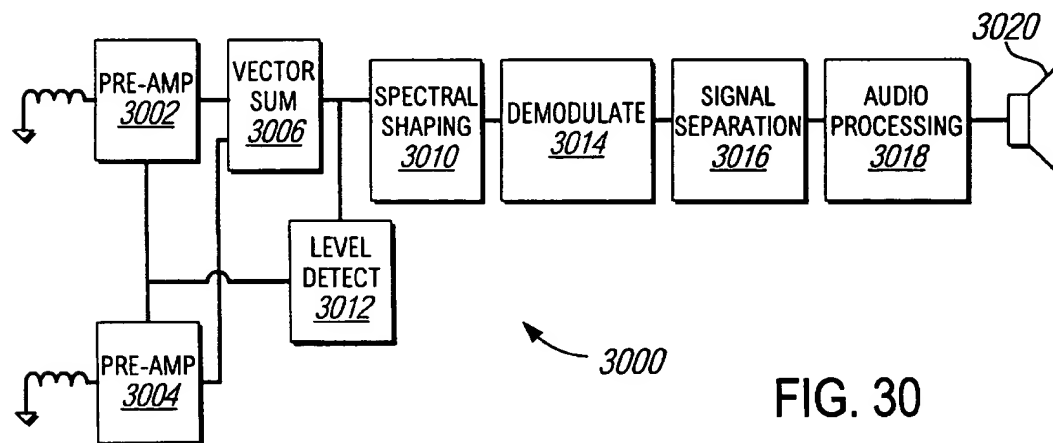 3020
PRE-AMP
3002
VECTOR
SUM
3006
SPECTRAL
SHAPING
3010
DEMODULATE
3014
SIGNAL
SEPARATION
3016
AUDIO
PROCESSING
3018
LEVEL
DETECT
3012
PRE-AMP
3004
3000
FIG. 30